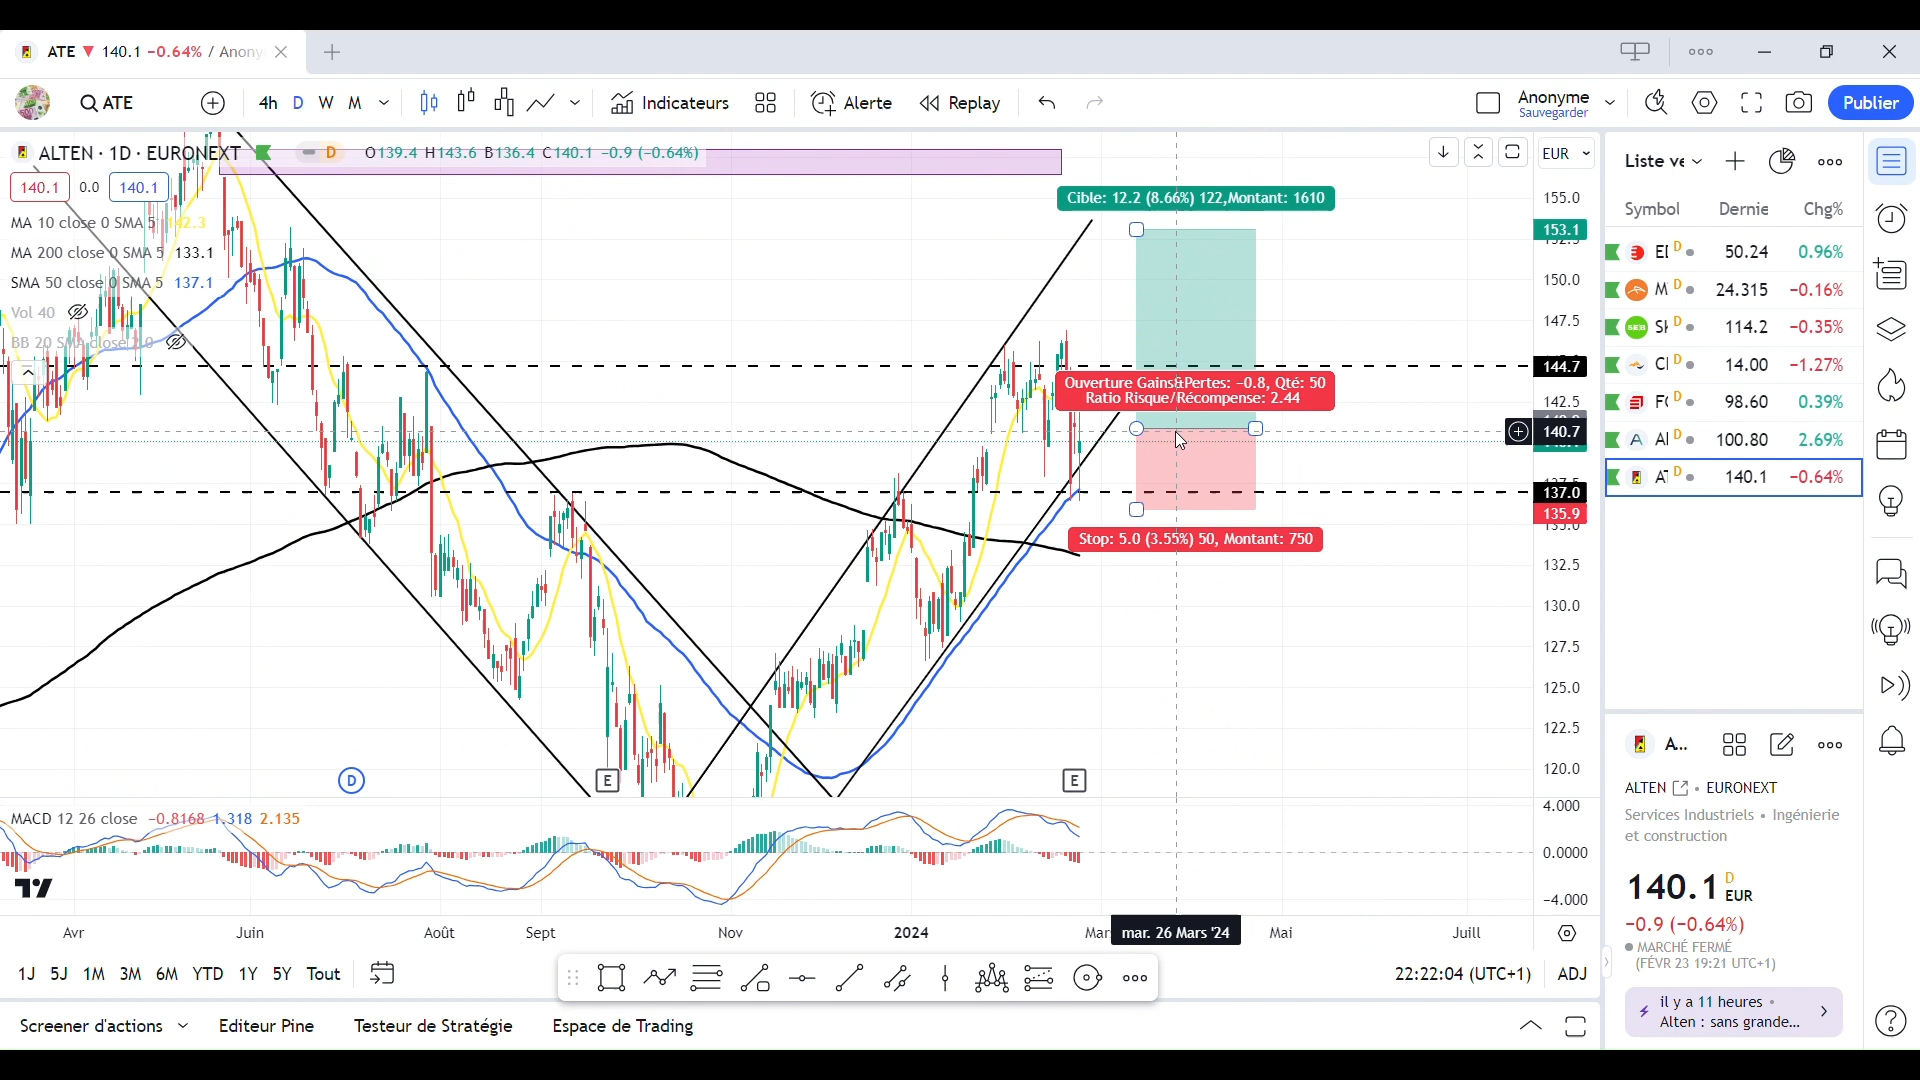 ATE 140.1 −0.64% / Anony
ATE
4h D W M
Indicateurs
Alerte
Replay
Anonyme
Sauvegarder
Publier
ALTEN · 1D · EURONEXT
D
O139.4 H143.6 B136.4 C140.1 −0.9 (−0.64%)
140.1 0.0 140.1
MA 10 close 0 SMA 5 142.3
MA 200 close 0 SMA 5 133.1
SMA 50 close 0 SMA 5 137.1
Vol 40
BB 20 SMA close 2.0
Cible: 12.2 (8.66%) 122,Montant: 1610
Ouverture Gains&Pertes: −0.8, Qté: 50
Ratio Risque/Récompense: 2.44
Stop: 5.0 (3.55%) 50, Montant: 750
EUR
155.0
153.1
150.0
147.5
144.7
142.5
140.7
137.0
135.9
132.5
130.0
127.5
125.0
122.5
120.0
D
E
E
MACD 12 26 close −0.8168 1.318 2.135
4.000
0.0000
−4.000
Avr Juin Août Sept Nov 2024 Mar mar. 26 Mars '24 Mai Juill
1J 5J 1M 3M 6M YTD 1Y 5Y Tout
22:22:04 (UTC+1) ADJ
Screener d'actions Editeur Pine Testeur de Stratégie Espace de Trading
Liste ve
Symbol Dernie Chg%
D 50.24 0.96%
M D 24.315 −0.16%
SEB D 114.2 −0.35%
D 14.00 −1.27%
D 98.60 0.39%
D 100.80 2.69%
D 140.1 −0.64%
A...
ALTEN • EURONEXT
Services Industriels • Ingénierie
et construction
140.1 D EUR
−0.9 (−0.64%)
MARCHÉ FERMÉ
(FÉVR 23 19:21 UTC+1)
il y a 11 heures •
Alten : sans grande...